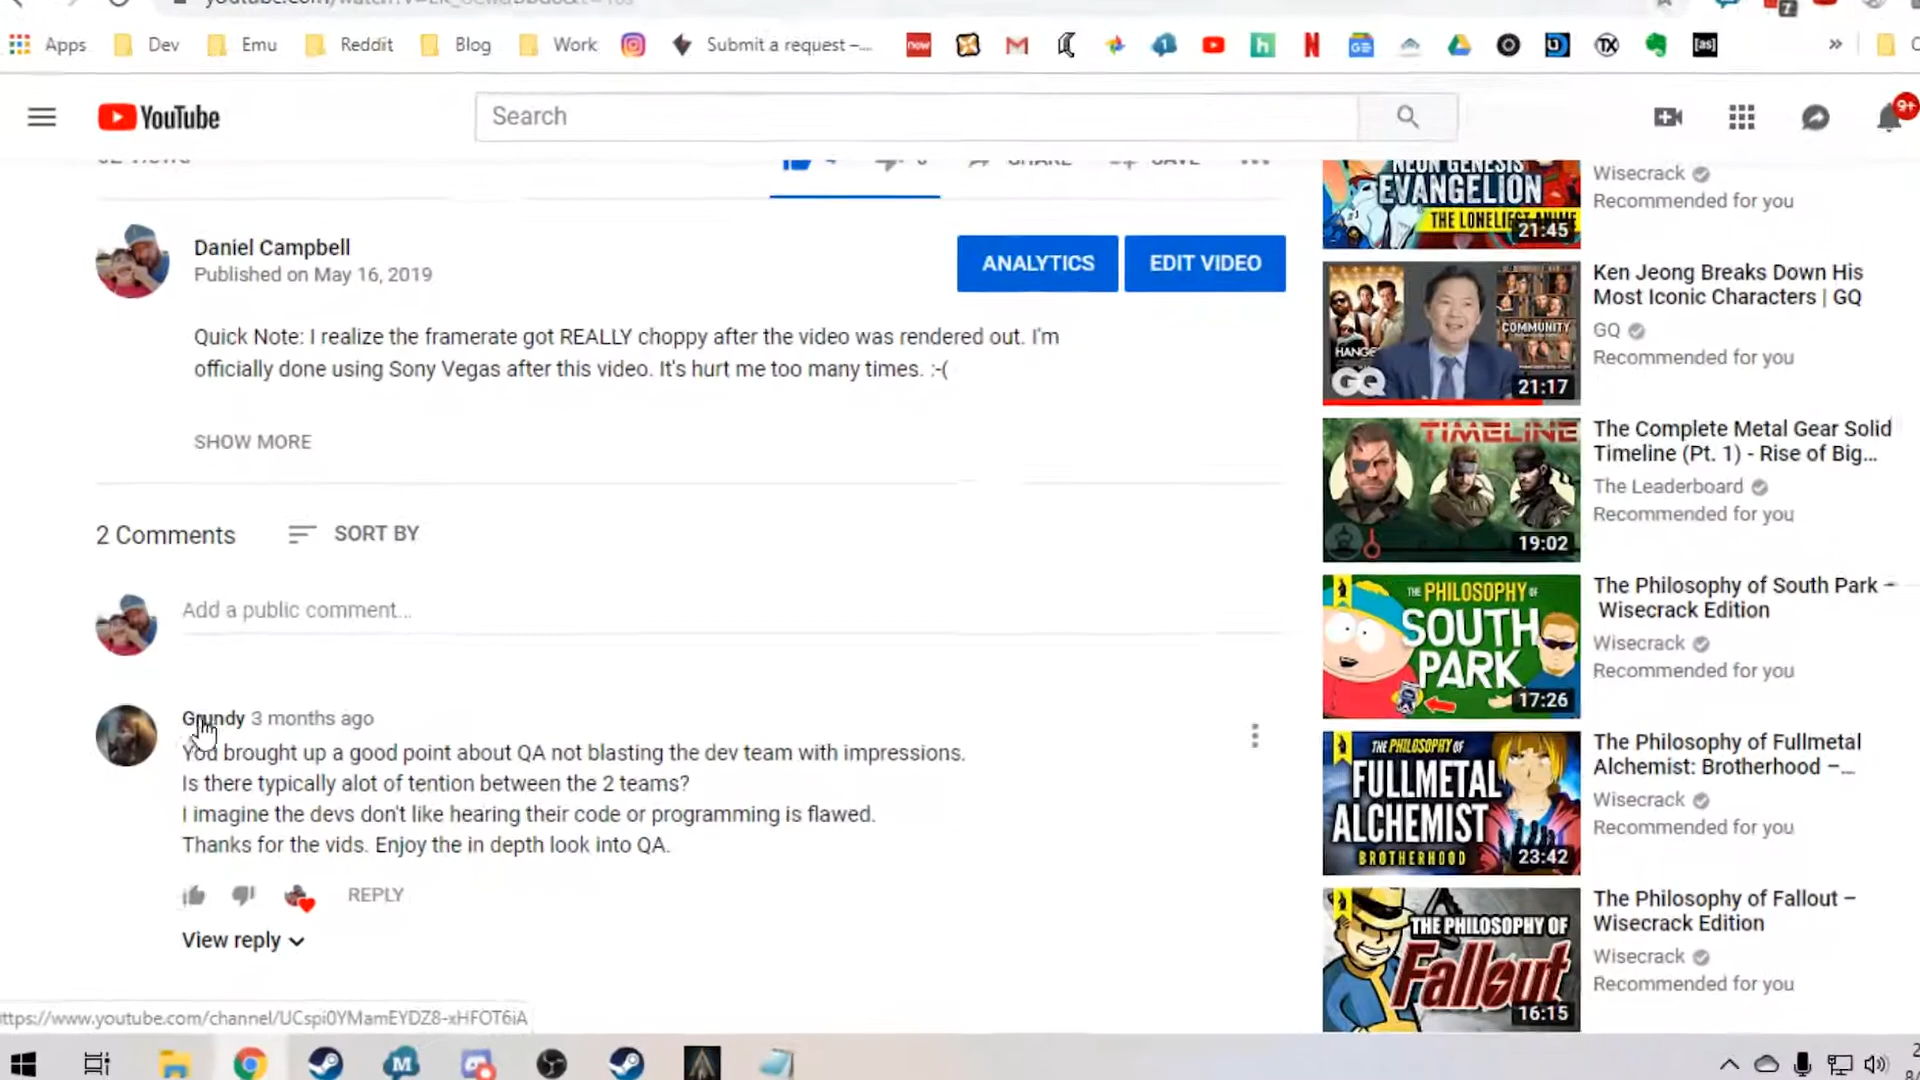 Apps Dev Emu Reddit Blog Work Submit a request –...
YouTube
Search
9+
SHARE SAVE
Daniel Campbell
Published on May 16, 2019
ANALYTICS EDIT VIDEO
Quick Note: I realize the framerate got REALLY choppy after the video was rendered out. I'm
officially done using Sony Vegas after this video. It's hurt me too many times. :-(
SHOW MORE
2 Comments SORT BY
Add a public comment...
Grundy 3 months ago
You brought up a good point about QA not blasting the dev team with impressions.
Is there typically alot of tention between the 2 teams?
I imagine the devs don't like hearing their code or programming is flawed.
Thanks for the vids. Enjoy the in depth look into QA.
REPLY
View reply
NEON GENESIS
EVANGELION
THE LONELIEST ANIME
21:45
Wisecrack
Recommended for you
COMMUNITY
GQ
21:17
Ken Jeong Breaks Down His
Most Iconic Characters | GQ
GQ
Recommended for you
TIMELINE
19:02
The Complete Metal Gear Solid
Timeline (Pt. 1) - Rise of Big...
The Leaderboard
Recommended for you
THE PHILOSOPHY OF
SOUTH
PARK
17:26
The Philosophy of South Park –
Wisecrack Edition
Wisecrack
Recommended for you
THE PHILOSOPHY OF
FULLMETAL
ALCHEMIST
BROTHERHOOD
23:42
The Philosophy of Fullmetal
Alchemist: Brotherhood –...
Wisecrack
Recommended for you
THE PHILOSOPHY OF
Fallout
16:15
The Philosophy of Fallout –
Wisecrack Edition
Wisecrack
Recommended for you
ttps://www.youtube.com/channel/UCspi0YMamEYDZ8-xHFOT6iA